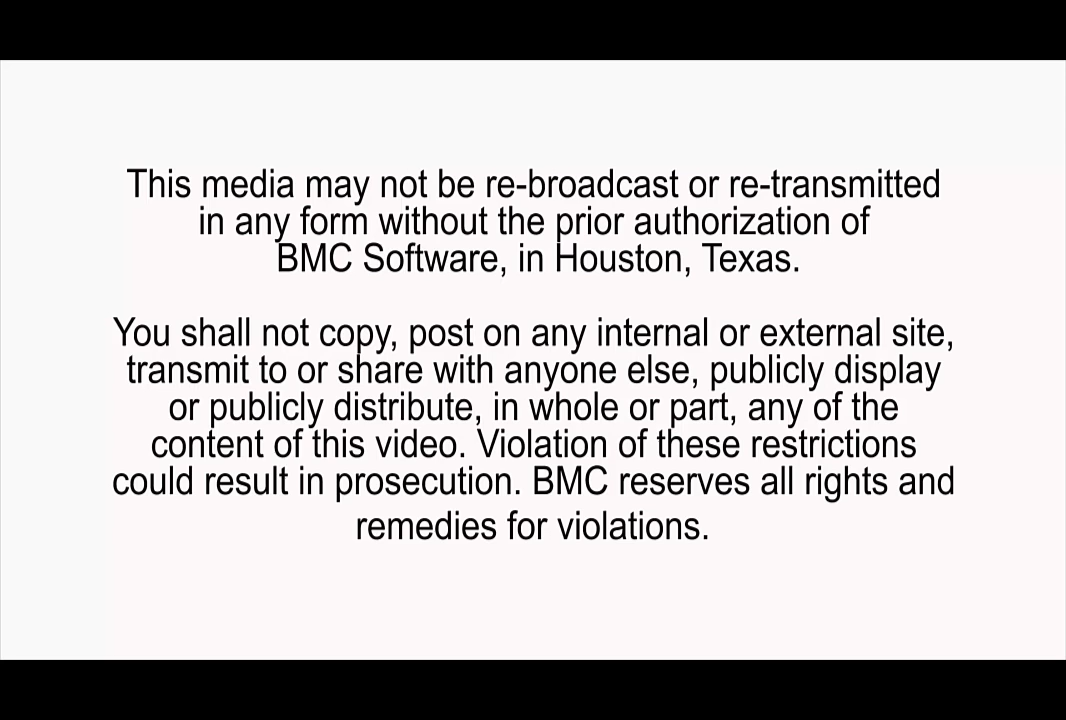 This media may not be re-broadcast or re-transmitted
in any form without the prior authorization of
BMC Software, in Houston, Texas.
You shall not copy, post on any internal or external site,
transmit to or share with anyone else, publicly display
or publicly distribute, in whole or part, any of the
content of this video. Violation of these restrictions
could result in prosecution. BMC reserves all rights and
remedies for violations.